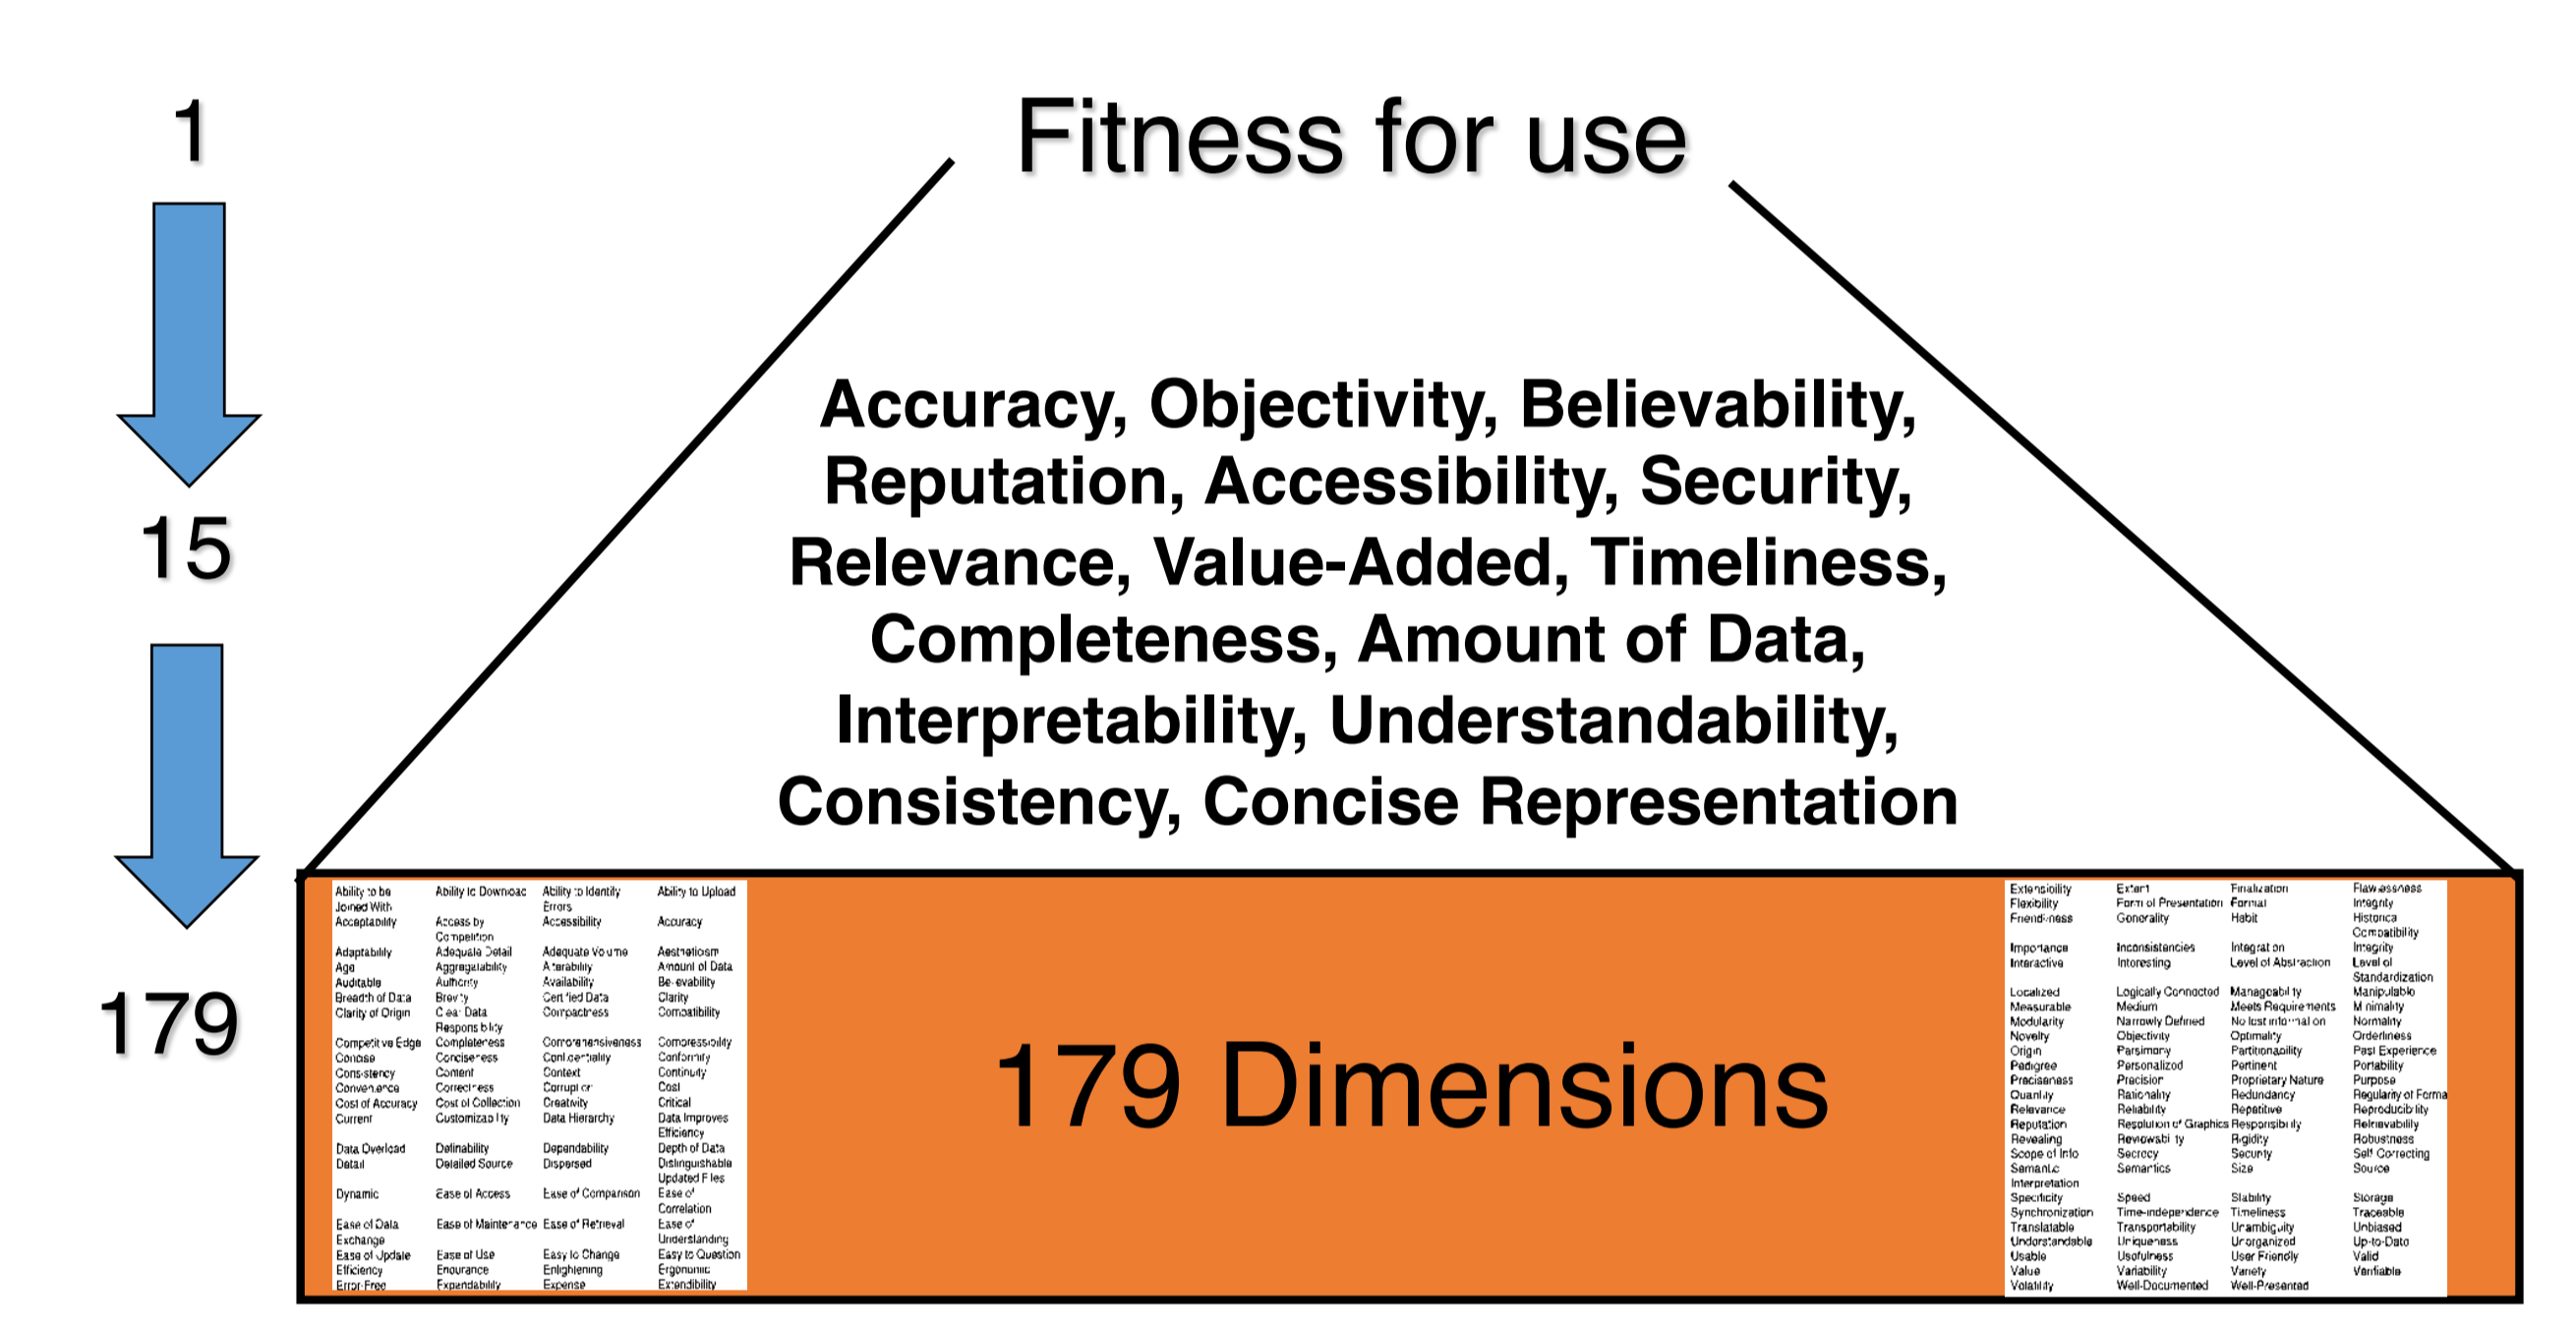 1
Fitness for use
15
Accuracy, Objectivity, Believability,
Reputation, Accessibility, Security,
Relevance, Value-Added, Timeliness,
Completeness, Amount of Data,
Interpretability, Understandability,
Consistency, Concise Representation
179
179 Dimensions
Ability to be Ability to Download Ability to Identity Ability to Upload
Joined With Errors
Acceptability Access by Accessibility Accuracy
Competition
Adaptability Adequate Detail Adequate Volume Aestheticism
Age Aggregatability Alterability Amount of Data
Auditable Authority Availability Believability
Breadth of Data Brevity Certified Data Clarity
Clarity of Origin Clear Data Compactness Compatibility
Responsibility
Competitive Edge Completeness Comprehensiveness Compressibility
Concise Conciseness Confidentiality Conformity
Consistency Content Context Continuity
Convenience Correctness Corruption Cost
Cost of Accuracy Cost of Collection Creativity Critical
Current Customizability Data Hierarchy Data Improves
Efficiency
Data Overload Definability Dependability Depth of Data
Detail Detailed Source Dispersed Distinguishable
Updated Files
Dynamic Ease of Access Ease of Comparison Ease of
Correlation
Ease of Data Ease of Maintenance Ease of Retrieval Ease of
Exchange Understanding
Ease of Update Ease of Use Easy to Change Easy to Question
Efficiency Endurance Enlightening Ergonomic
Error-Free Expandability Expense Extendibility
Extensibility Extent Finalization Flawlessness
Flexibility Form of Presentation Format Integrity
Friendliness Generality Habit Historical
Compatibility
Importance Inconsistencies Integration Integrity
Interactive Interesting Level of Abstraction Level of
Standardization
Localized Logically Connected Manageability Manipulable
Measurable Medium Meets Requirements Minimality
Modularity Narrowly Defined No lost information Normality
Novelty Objectivity Optimality Orderliness
Origin Parsimony Partitionability Past Experience
Pedigree Personalized Pertinent Portability
Preciseness Precision Proprietary Nature Purpose
Quantity Rationality Redundancy Regularity of Forma
Relevance Reliability Repetitive Reproducibility
Reputation Resolution of Graphics Responsibility Retrievability
Revealing Reviewability Rigidity Robustness
Scope of Info Secrecy Security Self-Correcting
Semantic Semantics Size Source
Interpretation
Specificity Speed Stability Storage
Synchronization Time-independence Timeliness Traceable
Translatable Transportability Unambiguity Unbiased
Understandable Uniqueness Unorganized Up-to-Date
Usable Usefulness User Friendly Valid
Value Variability Variety Verifiable
Volatility Well-Documented Well-Presented